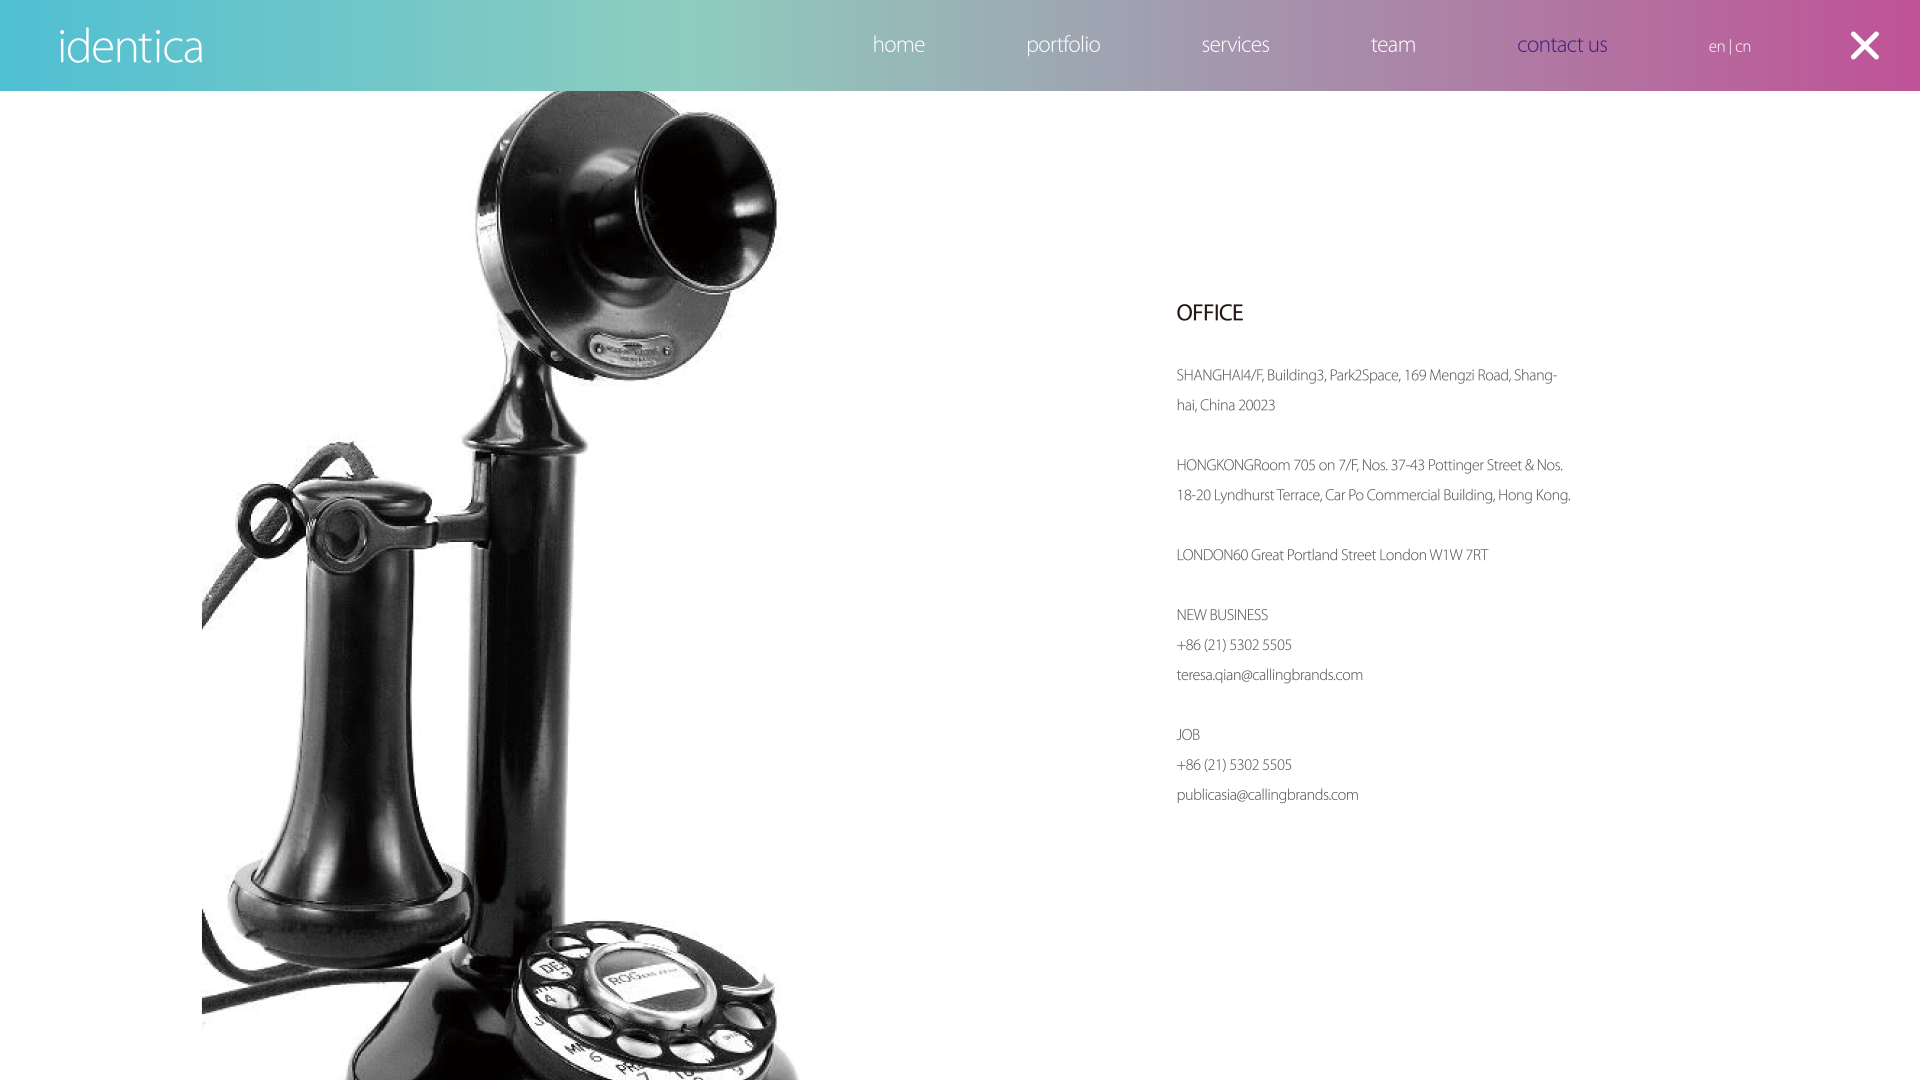 identica
home
portfolio
services
team
contact us
en | cn
OFFICE
SHANGHAI4/F, Building3, Park2Space, 169 Mengzi Road, Shang-
hai, China 20023
HONGKONGRoom 705 on 7/F, Nos. 37-43 Pottinger Street & Nos.
18-20 Lyndhurst Terrace, Car Po Commercial Building, Hong Kong.
LONDON60 Great Portland Street London W1W 7RT
NEW BUSINESS
+86 (21) 5302 5505
teresa.qian@callingbrands.com
JOB
+86 (21) 5302 5505
publicasia@callingbrands.com